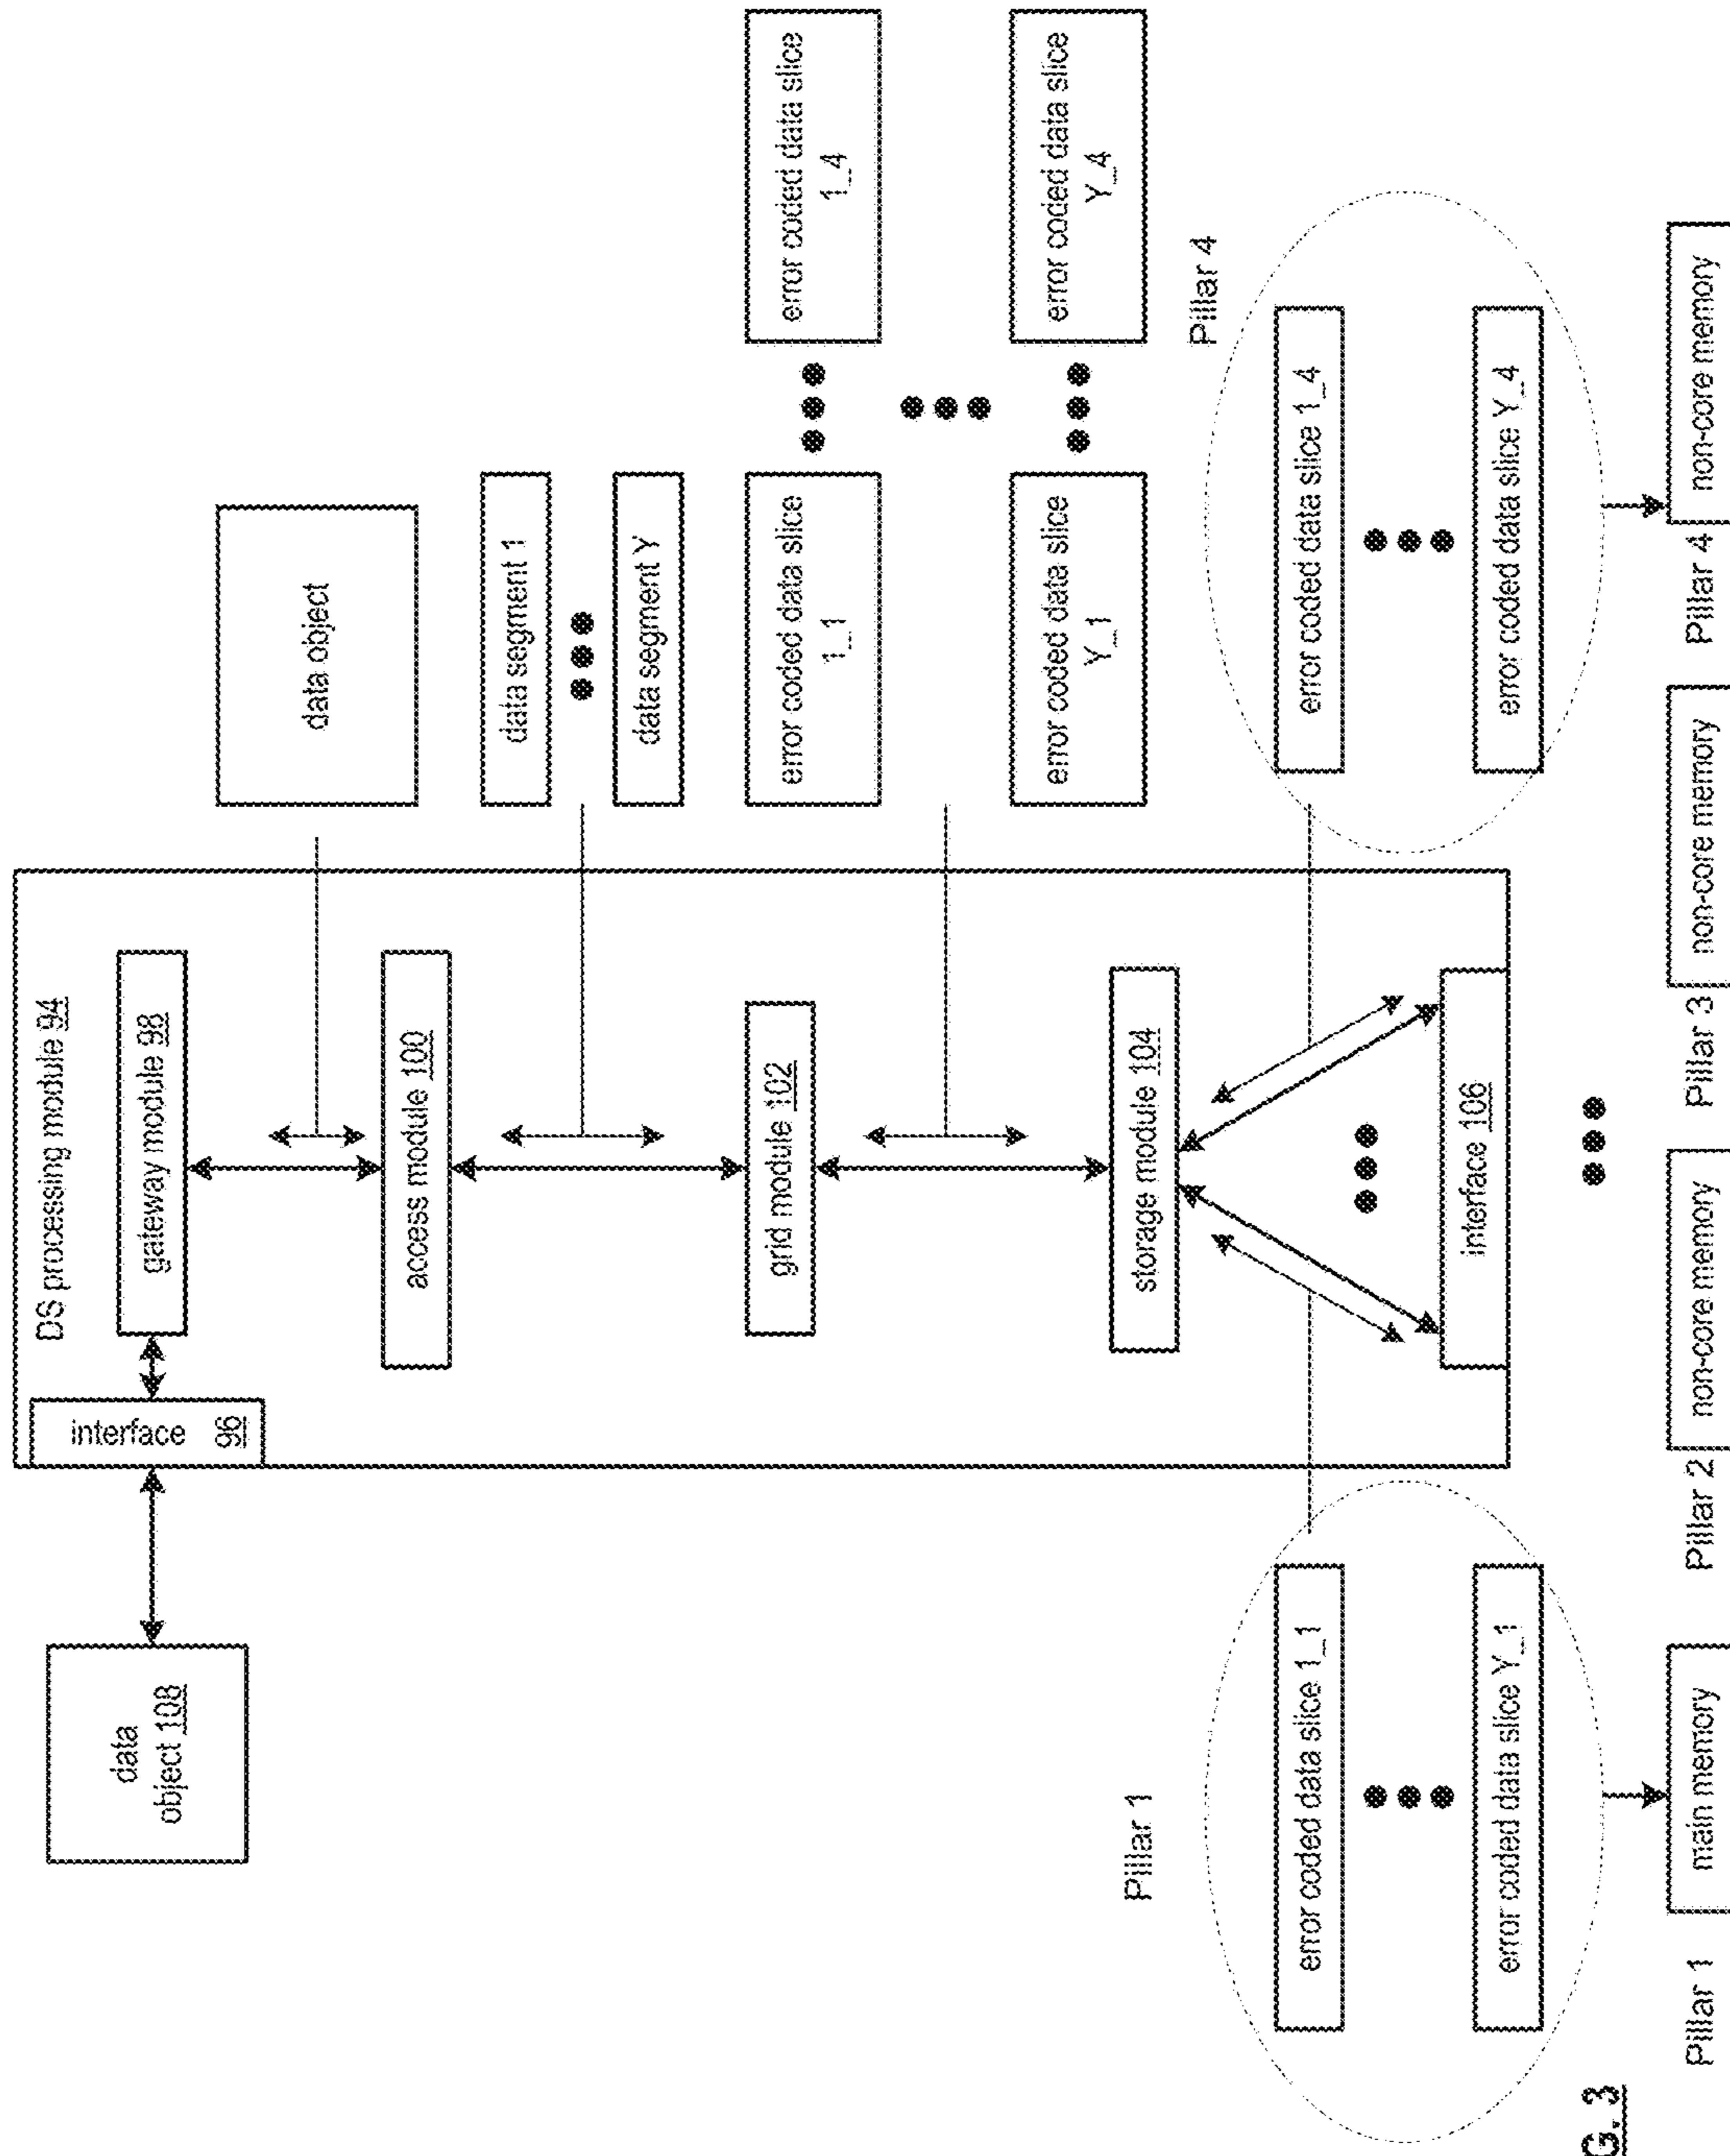 DS processing module 94
data
object 108
interface 96
gateway module 98
data object
access module 100
data segment 1
data segment Y
grid module 102
error coded data slice
1_1
error coded data slice
1_4
error coded data slice
Y_1
error coded data slice
Y_4
storage module 104
interface 106
Pillar 1
error coded data slice 1_1
error coded data slice Y_1
Pillar 4
error coded data slice 1_4
error coded data slice Y_4
Pillar 1
main memory
Pillar 2
non-core memory
Pillar 3
non-core memory
Pillar 4
non-core memory
G. 3